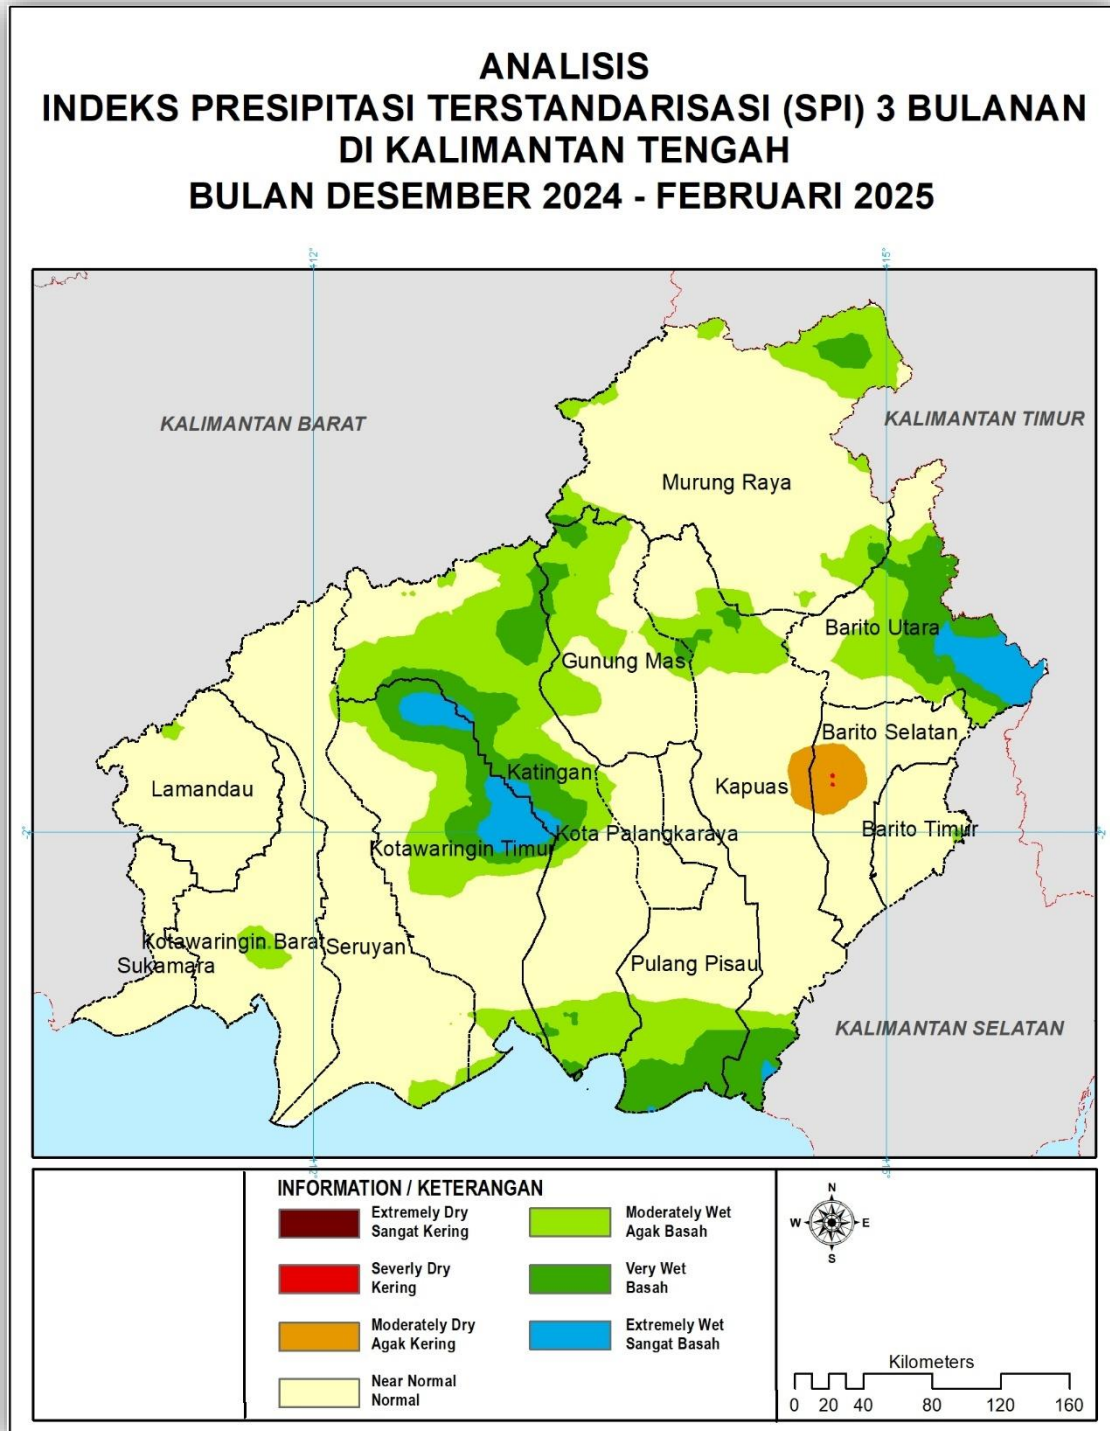 ANALISIS
INDEKS PRESIPITASI TERSTANDARISASI (SPI) 3 BULANAN
DI KALIMANTAN TENGAH
BULAN DESEMBER 2024 - FEBRUARI 2025
KALIMANTAN BARAT
KALIMANTAN TIMUR
Murung Raya
Barito Utara
Gunung Mas
Barito Selatan
Katingan
Kapuas
Lamandau
Kota Palangkaraya
Barito Timur
Kotawaringin Timur
Kotawaringin Barat
Seruyan
Sukamara
Pulang Pisau
KALIMANTAN SELATAN
INFORMATION / KETERANGAN
Extremely Dry
Sangat Kering
Severly Dry
Kering
Moderately Dry
Agak Kering
Near Normal
Normal
Moderately Wet
Agak Basah
Very Wet
Basah
Extremely Wet
Sangat Basah
N
W
E
S
Kilometers
0 20 40 80 120 160